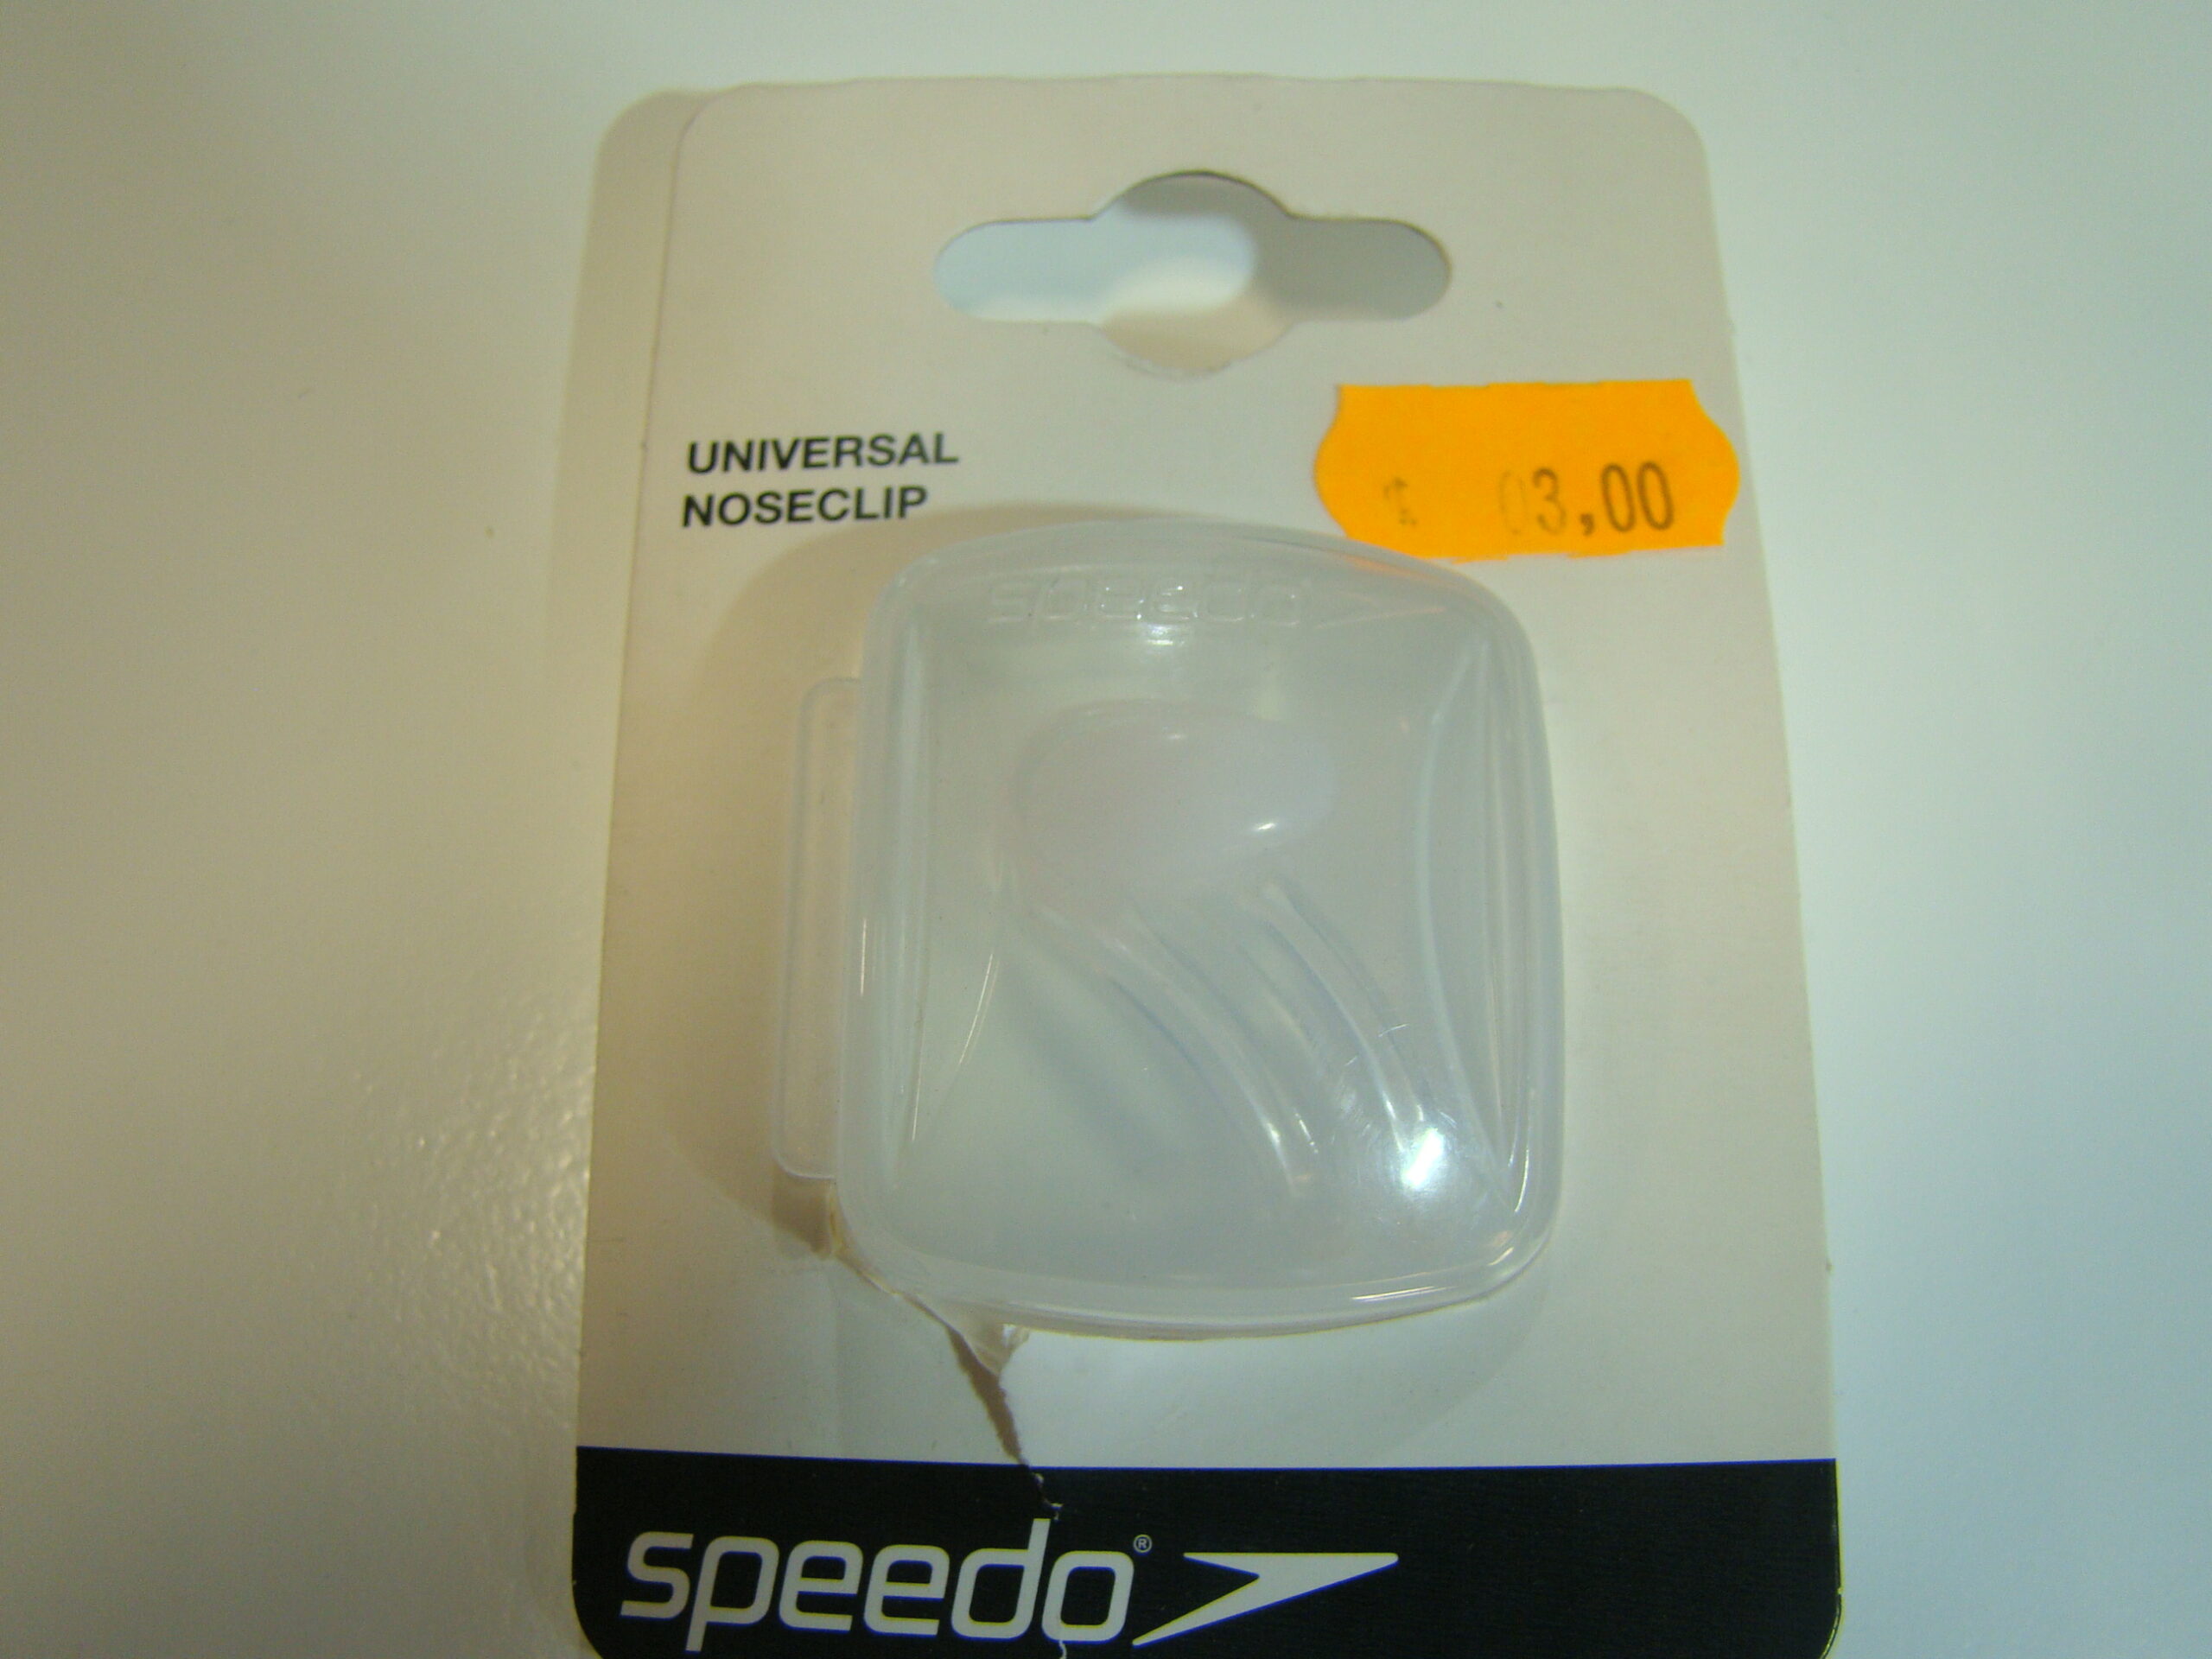 UNIVERSAL
NOSECLIP
03,00
speedo
speedo®